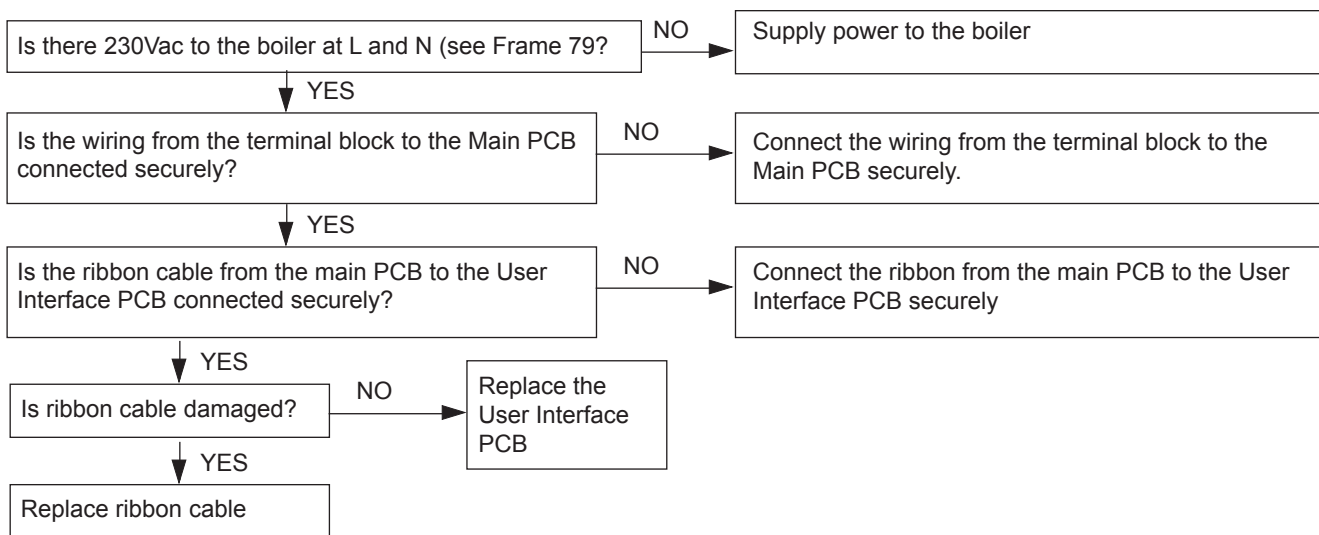 Is there 230Vac to the boiler at L and N (see Frame 79?
NO
Supply power to the boiler
YES
Is the wiring from the terminal block to the Main PCB
connected securely?
NO
Connect the wiring from the terminal block to the
Main PCB securely.
YES
Is the ribbon cable from the main PCB to the User
Interface PCB connected securely?
NO
Connect the ribbon from the main PCB to the User
Interface PCB securely
YES
Is ribbon cable damaged?
NO
Replace the
User Interface
PCB
YES
Replace ribbon cable